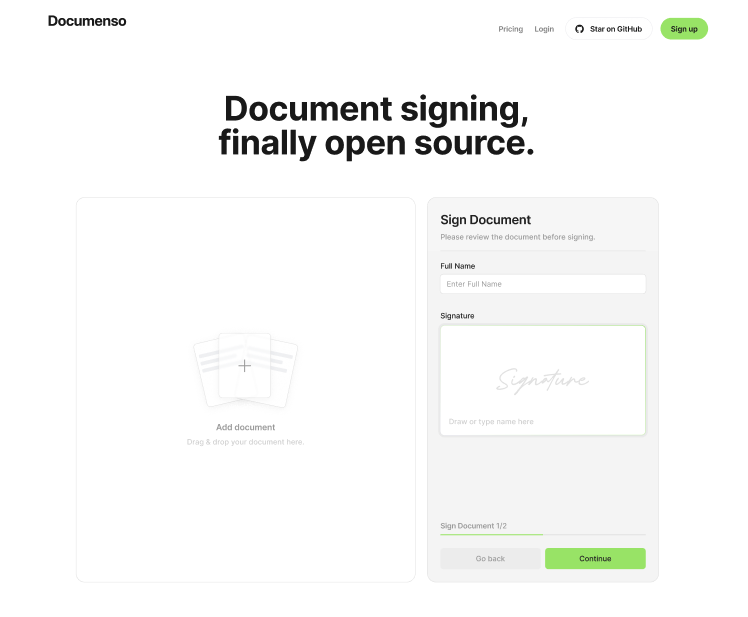 Documenso
Pricing
Login
Star on GitHub
Sign up
Document signing,
finally open source.
Add document
Drag & drop your document here.
Sign Document
Please review the document before signing.
Full Name
Enter Full Name
Signature
Signature
Draw or type name here
Sign Document 1/2
Go back
Continue